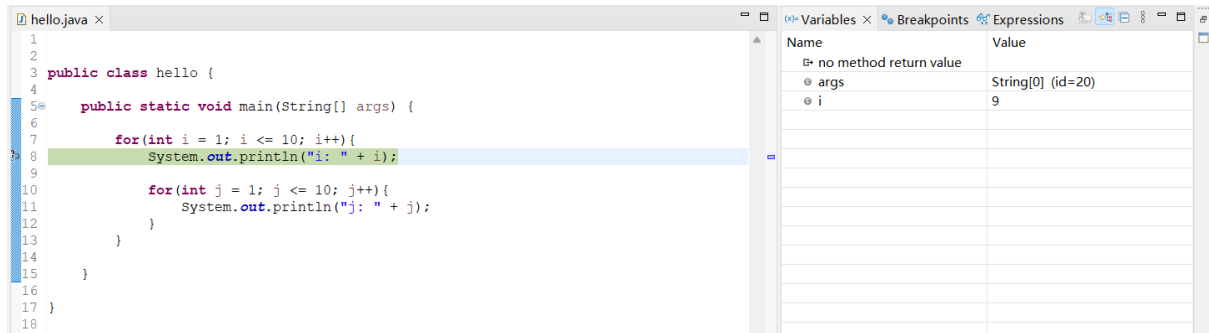 hello.java
1
2
3 public class hello {
4
5 public static void main(String[] args) {
6
7 for(int i = 1; i <= 10; i++){
8 System.out.println("i: " + i);
9
10 for(int j = 1; j <= 10; j++){
11 System.out.println("j: " + j);
12 }
13 }
14
15 }
16
17 }
18
(x)= Variables Breakpoints Expressions
Name Value
no method return value
args String[0] (id=20)
i 9